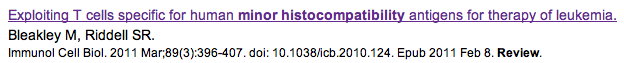 Exploiting T cells specific for human minor histocompatibility antigens for therapy of leukemia.
Bleakley M, Riddell SR.
Immunol Cell Biol. 2011 Mar;89(3):396-407. doi: 10.1038/icb.2010.124. Epub 2011 Feb 8. Review.